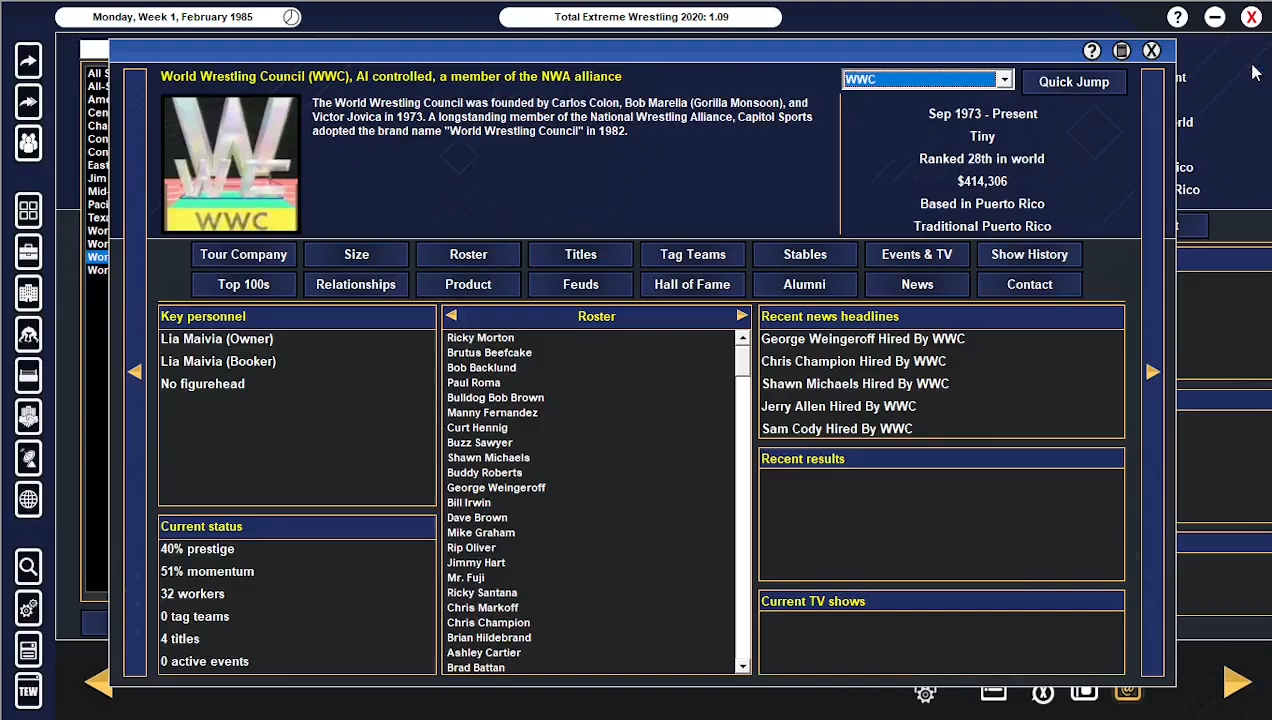 Monday, Week 1, February 1985
Total Extreme Wrestling 2020: 1.09
?
X
World Wrestling Council (WWC), AI controlled, a member of the NWA alliance
WWC
Quick Jump
The World Wrestling Council was founded by Carlos Colon, Bob Marella (Gorilla Monsoon), and
Victor Jovica in 1973. A longstanding member of the National Wrestling Alliance, Capitol Sports
adopted the brand name "World Wrestling Council" in 1982.
WWC
Sep 1973 - Present
Tiny
Ranked 28th in world
$414,306
Based in Puerto Rico
Traditional Puerto Rico
Tour Company
Size
Roster
Titles
Tag Teams
Stables
Events & TV
Show History
Top 100s
Relationships
Product
Feuds
Hall of Fame
Alumni
News
Contact
Key personnel
Lia Maivia (Owner)
Lia Maivia (Booker)
No figurehead
Current status
40% prestige
51% momentum
32 workers
0 tag teams
4 titles
0 active events
Roster
Ricky Morton
Brutus Beefcake
Bob Backlund
Paul Roma
Bulldog Bob Brown
Manny Fernandez
Curt Hennig
Buzz Sawyer
Shawn Michaels
Buddy Roberts
George Weingeroff
Bill Irwin
Dave Brown
Mike Graham
Rip Oliver
Jimmy Hart
Mr. Fuji
Ricky Santana
Chris Markoff
Chris Champion
Brian Hildebrand
Ashley Cartier
Brad Battan
Recent news headlines
George Weingeroff Hired By WWC
Chris Champion Hired By WWC
Shawn Michaels Hired By WWC
Jerry Allen Hired By WWC
Sam Cody Hired By WWC
Recent results
Current TV shows
TEW